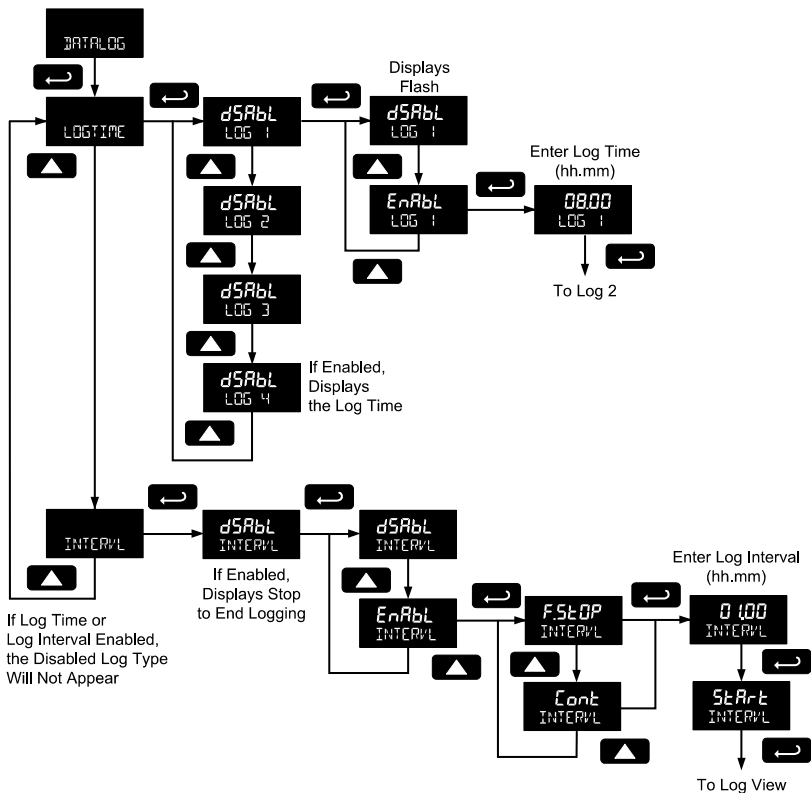 DATALOG
LOGTIME
dSAbL
LOG 1
dSAbL
LOG 2
dSAbL
LOG 3
dSAbL
LOG 4
If Enabled,
Displays
the Log Time
Displays
Flash
dSAbL
LOG 1
EnAbL
LOG 1
Enter Log Time
(hh.mm)
08.00
LOG 1
To Log 2
INTERVL
If Log Time or
Log Interval Enabled,
the Disabled Log Type
Will Not Appear
dSAbL
INTERVL
If Enabled,
Displays Stop
to End Logging
dSAbL
INTERVL
EnAbL
INTERVL
F.StOP
INTERVL
Cont
INTERVL
Enter Log Interval
(hh.mm)
01.00
INTERVL
StArt
INTERVL
To Log View